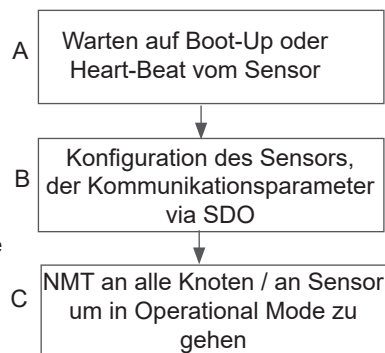 A
Warten auf Boot-Up oder
Heart-Beat vom Sensor
B
Konfiguration des Sensors,
der Kommunikationsparameter
via SDO
e
C
NMT an alle Knoten / an Sensor
um in Operational Mode zu
gehen